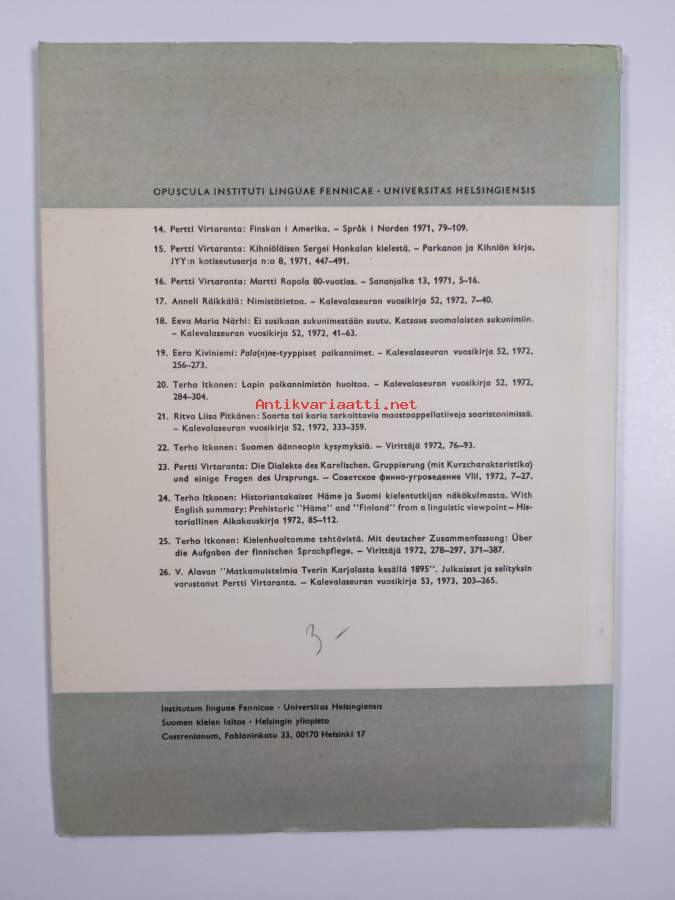 OPUSCULA INSTITUTI LINGUAE FENNICAE · UNIVERSITAS HELSINGIENSIS
14. Pertti Virtaranta: Finskan i Amerika. – Språk i Norden 1971, 79–109.
15. Pertti Virtaranta: Kihniöläisen Sergei Honkalan kielestä. – Parkanon ja Kihniön kirja,
JYY:n kotiseutusarja n:o 8, 1971, 447–491.
16. Pertti Virtaranta: Martti Rapola 80-vuotias. – Sananjalka 13, 1971, 5–16.
17. Anneli Räikkälä: Nimistötietoa. – Kalevalaseuran vuosikirja 52, 1972, 7–40.
18. Eeva Maria Närhi: Ei susikaan sukunimestään suutu. Katsaus suomalaisten sukunimiin.
– Kalevalaseuran vuosikirja 52, 1972, 41–63.
19. Eero Kiviniemi: Pala(n)ne-tyyppiset paikannimet. – Kalevalaseuran vuosikirja 52, 1972,
256–273.
20. Terho Itkonen: Lapin paikannimistön huoltoa. – Kalevalaseuran vuosikirja 52, 1972,
284–304.
Antikvariaatti.net
21. Ritva Liisa Pitkänen: Saarta tai karia tarkoittavia maastoappellatiiveja saaristonimissä.
– Kalevalaseuran vuosikirja 52, 1972, 333–359.
22. Terho Itkonen: Suomen äänneopin kysymyksiä. – Virittäjä 1972, 76–93.
23. Pertti Virtaranta: Die Dialekte des Karelischen. Gruppierung (mit Kurzcharakteristika)
und einige Fragen des Ursprungs. – Советское финно-угроведение VIII, 1972, 7–27.
24. Terho Itkonen: Historiantakaiset Häme ja Suomi kielentutkijan näkökulmasta. With
English summary: Prehistoric "Häme" and "Finland" from a linguistic viewpoint – His-
toriallinen Aikakauskirja 1972, 85–112.
25. Terho Itkonen: Kielenhuoltomme tehtävistä. Mit deutscher Zusammenfassung: Über
die Aufgaben der finnischen Sprachpflege. – Virittäjä 1972, 278–297, 371–387.
26. V. Alavan "Matkamuistelmia Tverin Karjalasta kesällä 1895". Julkaissut ja selityksin
varustanut Pertti Virtaranta. – Kalevalaseuran vuosikirja 53, 1973, 203–265.
3 –
Institutum linguae Fennicae · Universitas Helsingiensis
Suomen kielen laitos · Helsingin yliopisto
Castrenianum, Fabianinkatu 33, 00170 Helsinki 17